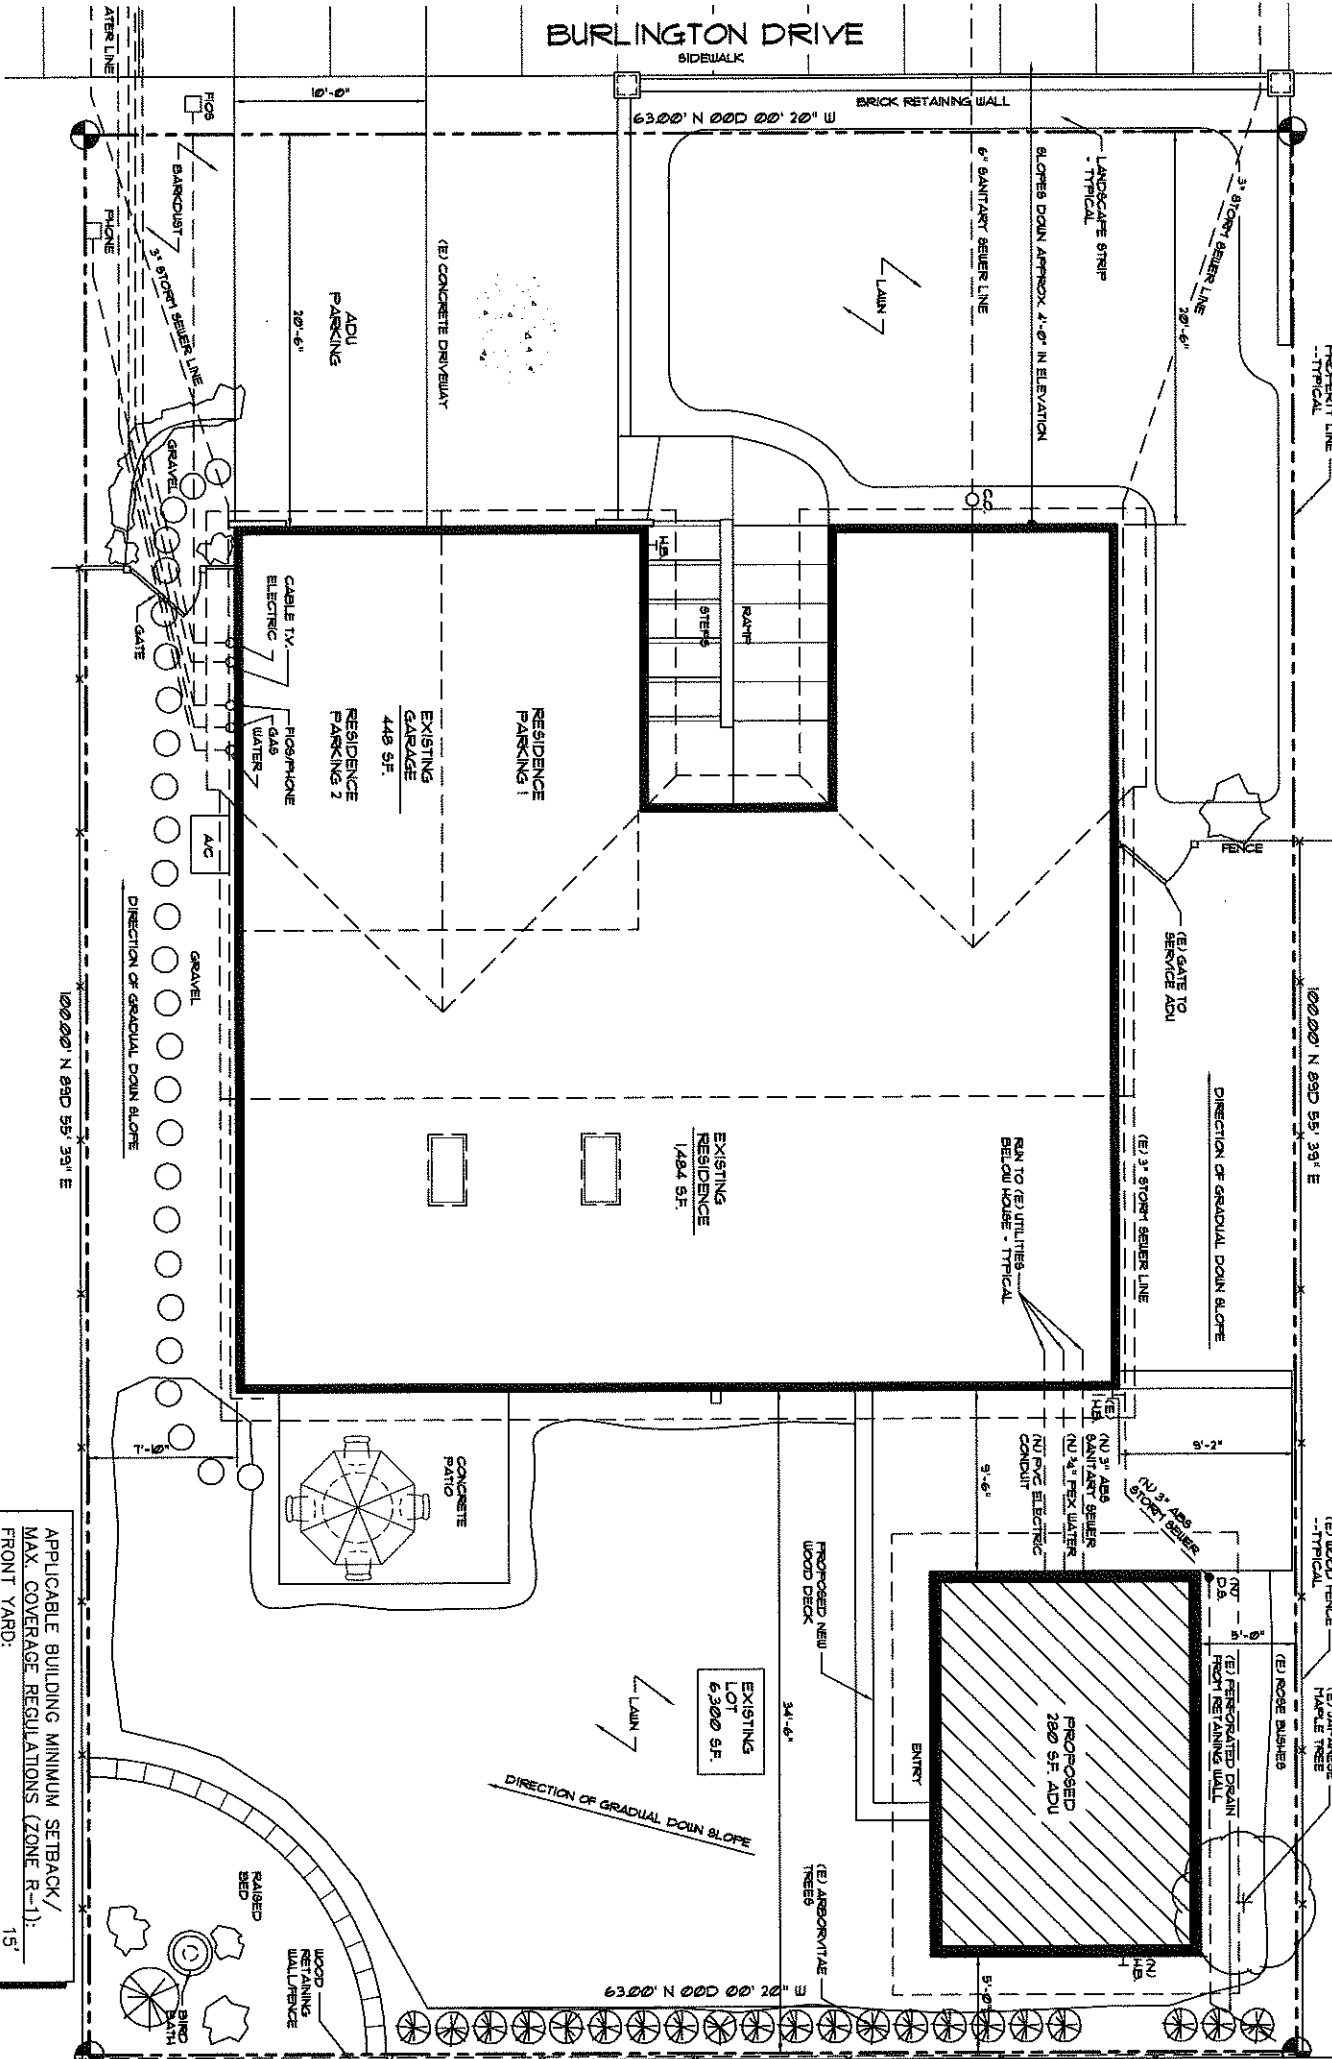 BURLINGTON DRIVE
SIDEWALK
ATER LINE
FIOS
10'-0"
63.00' N 00D 00' 20" W
BRICK RETAINING WALL
BARKDUST
PHONE
3" STORM SEWER LINE
20'-6"
ADU
PARKING
(E) CONCRETE DRIVEWAY
LAWN
6" SANITARY SEWER LINE
SLOPES DOWN APPROX 4'-0" IN ELEVATION
LANDSCAPE STRIP
- TYPICAL
3" STORM SEWER LINE
20'-6"
PROPERTY LINE
--TYPICAL
GRAVEL
C.O.
H.B.
GATE
CABLE T.V.
ELECTRIC
STEPS
RAMP
FIOS/PHONE
GAS
WATER
RESIDENCE
PARKING 2
EXISTING
GARAGE
448 S.F.
RESIDENCE
PARKING 1
A/C
FENCE
(E) GATE TO
SERVICE ADU
DIRECTION OF GRADUAL DOWN SLOPE
GRAVEL
100.00' N 89D 55' 39" E
100.00' N 89D 55' 39" E
DIRECTION OF GRADUAL DOWN SLOPE
EXISTING
RESIDENCE
1,484 S.F.
RUN TO (E) UTILITIES
BELOW HOUSE - TYPICAL
(E) 3" STORM SEWER LINE
7'-10"
CONCRETE
PATIO
9'-6"
(E)
H.B.
(N) 3" ABS
SANITARY SEWER
(N) 3/4" PEX WATER
(N) PVC ELECTRIC
CONDUIT
9'-2"
(N) 3" ABS
STORM SEWER
(E) WOOD FENCE
--TYPICAL
PROPOSED NEW
WOOD DECK
(N)
D.S.
5'-0"
(E) PERFORATED DRAIN
FROM RETAINING WALL
(E) ROSE BUSHES
(E) JAPANESE
MAPLE TREE
LAWN
EXISTING
LOT
6,300 S.F.
34'-6"
ENTRY
PROPOSED
280 S.F. ADU
DIRECTION OF GRADUAL DOWN SLOPE
(E) ARBORVITAE
TREES
RAISED
BED
BIRD
BATH
WOOD
RETAINING
WALL/FENCE
63.00' N 00D 00' 20" W
5'-0"
(N)
H.B.
APPLICABLE BUILDING MINIMUM SETBACK/
MAX. COVERAGE REGULATIONS (ZONE R-1):
FRONT YARD: 15'